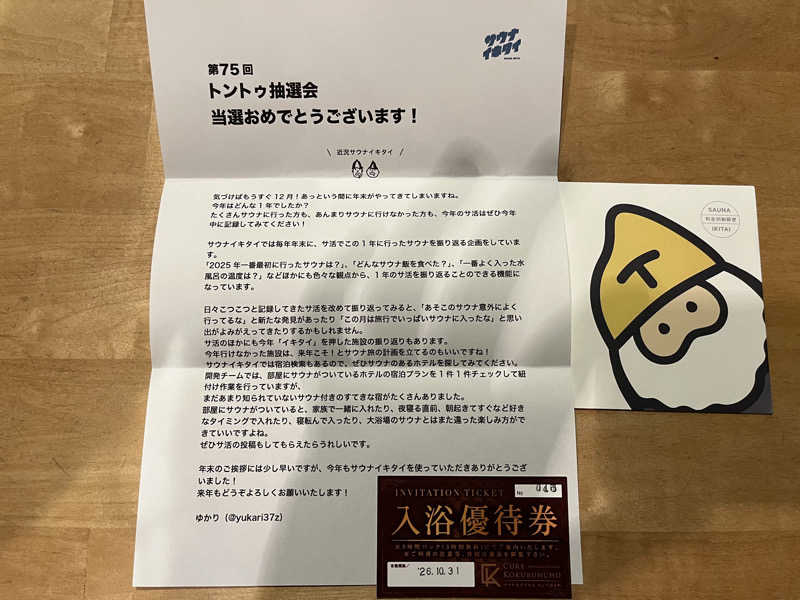 サウナ
イキタイ
第75回
トントゥ抽選会
当選おめでとうございます！
\ 近況サウナイキタイ /
気づけばもうすぐ12月！あっという間に年末がやってきてしまいますね。
今年はどんな1年でしたか？
たくさんサウナに行った方も、あんまりサウナに行けなかった方も、今年のサ活はぜひ今年
中に記録してみてください！
サウナイキタイでは毎年年末に、サ活でこの1年に行ったサウナを振り返る企画をしていま
す。
「2025年一番最初に行ったサウナは？」、「どんなサウナ飯を食べた？」、「一番よく入った水
風呂の温度は？」などほかにも色々な観点から、1年のサ活を振り返ることのできる機能に
なっています。
日々こつこつと記録してきたサ活を改めて振り返ってみると、「あそこのサウナ意外によく
行ってるな」と新たな発見があったり「この月は旅行でいっぱいサウナに入ったな」と思い
出がよみがえってきたりするかもしれません。
サ活のほかにも今年「イキタイ」を押した施設の振り返りもあります。
今年行けなかった施設は、来年こそ！とサウナ旅の計画を立てるのもいいですね！
サウナイキタイでは宿泊検索もあるので、ぜひサウナのあるホテルを探してみてください。
開発チームでは、部屋にサウナがついているホテルの宿泊プランを1件1件チェックして紐
付け作業を行っていますが、
まだあまり知られていないサウナ付きのすてきな宿がたくさんありました。
部屋にサウナがついていると、家族で一緒に入れたり、夜寝る直前、朝起きてすぐなど好き
なタイミングで入れたり、寝転んで入ったり、大浴場のサウナとはまた違った楽しみ方がで
きていいですよね。
ぜひサ活の投稿もしてもらえたらうれしいです。
年末のご挨拶には少し早いですが、今年もサウナイキタイを使っていただきありがとうござ
いました！
来年もどうぞよろしくお願いいたします！
ゆかり（@yukari37z）
SAUNA
IKITAI
ト
INVITATION TICKET
No 046
入浴優待券
有効期限／
'26.10.31
CK
CURE
KOKUBUNCHO